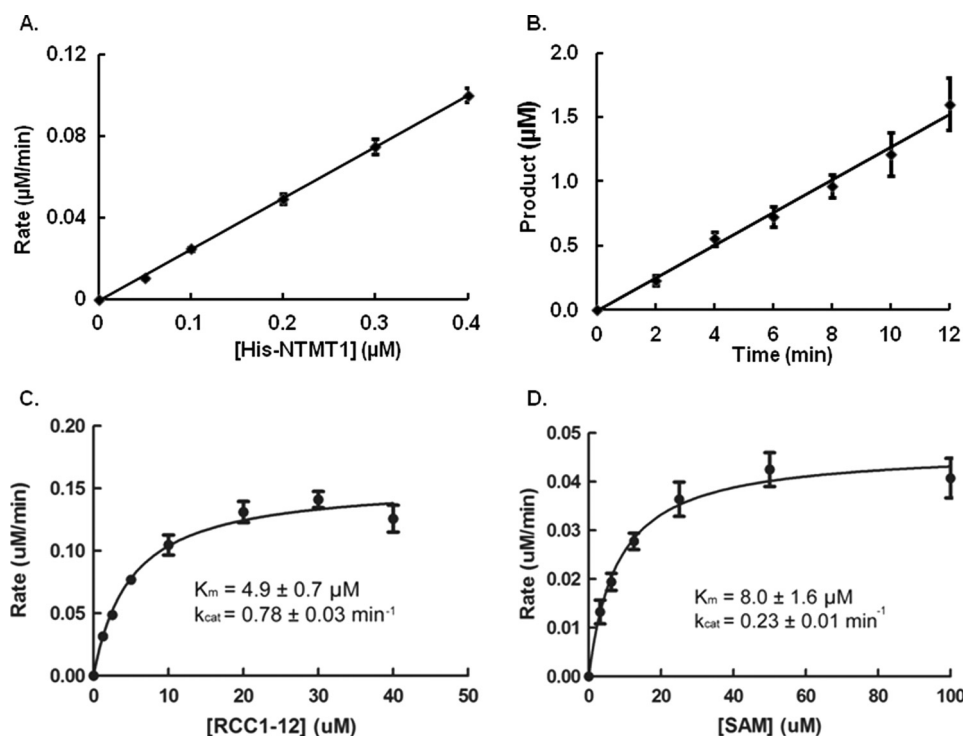 A.
0.12
0.08
0.04
0
Rate (µM/min)
0
0.1
0.2
0.3
0.4
[His-NTMT1] (µM)
B.
2.0
1.5
1.0
0.5
0.0
Product (µM)
0
2
4
6
8
10
12
Time (min)
C.
0.20
0.15
0.10
0.05
0.00
Rate (uM/min)
Km = 4.9 ± 0.7 µM
kcat = 0.78 ± 0.03 min-1
0
10
20
30
40
50
[RCC1-12] (uM)
D.
0.05
0.04
0.03
0.02
0.01
0.00
Rate (uM/min)
Km = 8.0 ± 1.6 µM
kcat = 0.23 ± 0.01 min-1
0
20
40
60
80
100
[SAM] (uM)